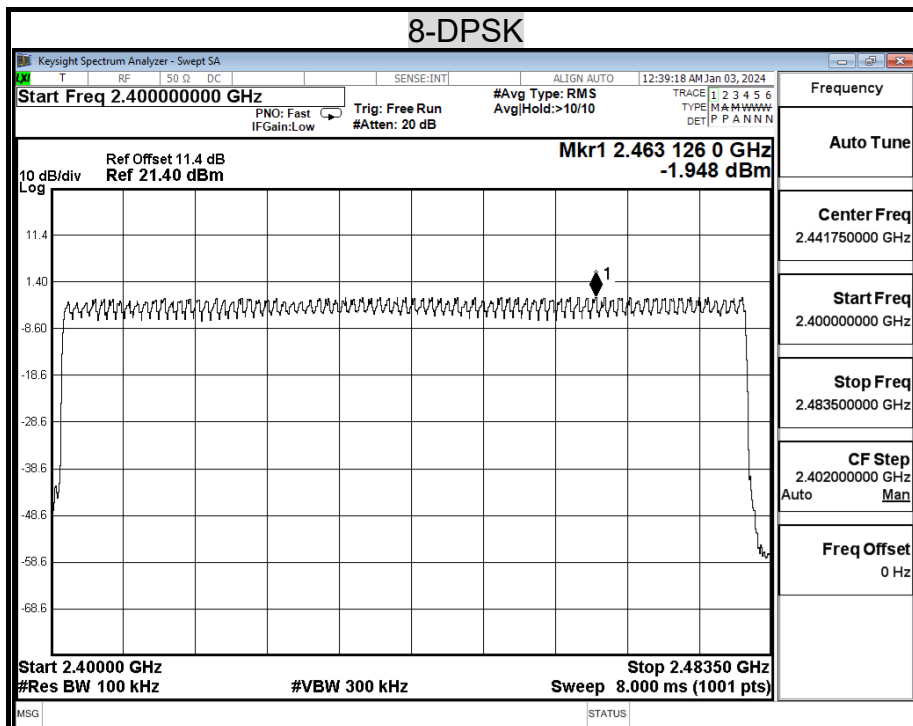 8-DPSK
Keysight Spectrum Analyzer - Swept SA
LXI T RF 50 Ω DC SENSE:INT ALIGN AUTO 12:39:18 AM Jan 03, 2024
Start Freq 2.400000000 GHz
PNO: Fast
IFGain:Low
Trig: Free Run
#Atten: 20 dB
#Avg Type: RMS
Avg|Hold:>10/10
TRACE 1 2 3 4 5 6
TYPE M A M W W W W
DET P P A N N N
Mkr1 2.463 126 0 GHz
-1.948 dBm
Ref Offset 11.4 dB
10 dB/div Ref 21.40 dBm
Log
1
11.4
1.40
-8.60
-18.6
-28.6
-38.6
-48.6
-58.6
-68.6
Start 2.40000 GHz Stop 2.48350 GHz
#Res BW 100 kHz #VBW 300 kHz Sweep 8.000 ms (1001 pts)
MSG STATUS
Frequency
Auto Tune
Center Freq
2.441750000 GHz
Start Freq
2.400000000 GHz
Stop Freq
2.483500000 GHz
CF Step
2.402000000 GHz
Auto Man
Freq Offset
0 Hz